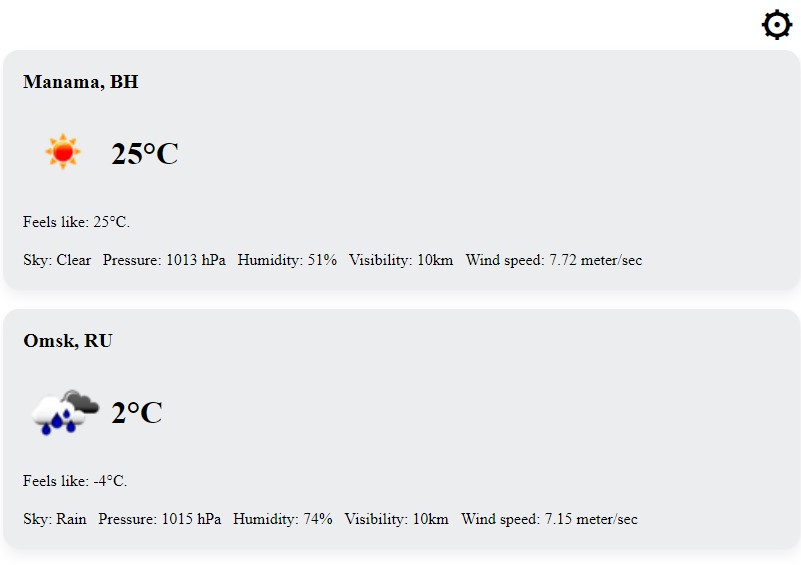 Manama, BH
25°C
Feels like: 25°C.
Sky: Clear Pressure: 1013 hPa Humidity: 51% Visibility: 10km Wind speed: 7.72 meter/sec
Omsk, RU
2°C
Feels like: -4°C.
Sky: Rain Pressure: 1015 hPa Humidity: 74% Visibility: 10km Wind speed: 7.15 meter/sec